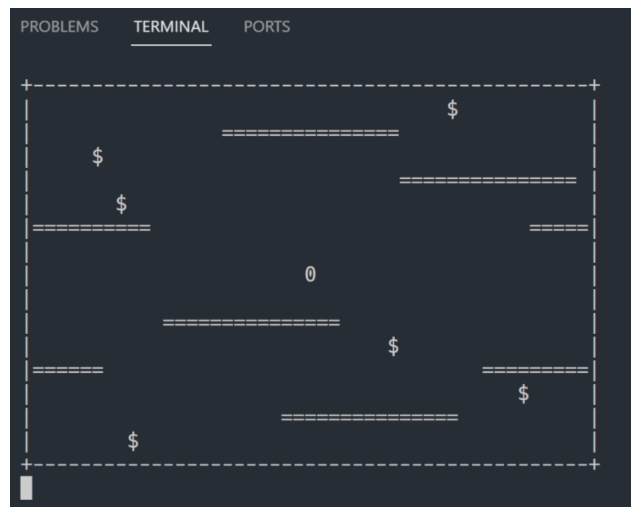 PROBLEMS TERMINAL PORTS
+-----------------------------------------------+
|                                   $           |
|                ===============                |
|     $                                         |
|                               =============== |
|       $                                       |
|==========                                =====|
|                                               |
|                       0                       |
|                                               |
|           ===============                     |
|                              $                |
|======                                =========|
|                                         $     |
|                     ===============           |
|        $                                      |
+-----------------------------------------------+